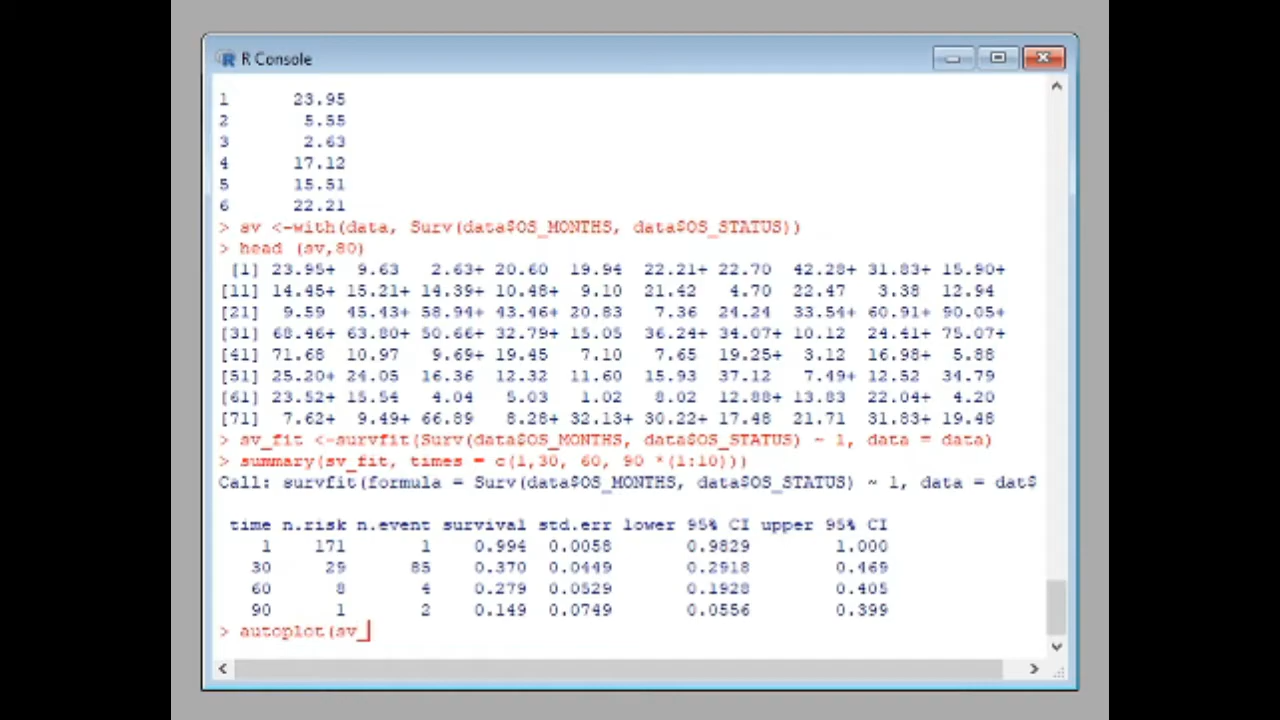 R Console
1 23.95
2 5.55
3 2.63
4 17.12
5 15.51
6 22.21
> sv <-with(data, Surv(data$OS_MONTHS, data$OS_STATUS))
> head (sv,80)
[1] 23.95+ 9.63 2.63+ 20.60 19.94 22.21+ 22.70 42.28+ 31.83+ 15.90+
[11] 14.45+ 15.21+ 14.39+ 10.48+ 9.10 21.42 4.70 22.47 3.38 12.94
[21] 9.59 45.43+ 58.94+ 43.46+ 20.83 7.36 24.24 33.54+ 60.91+ 90.05+
[31] 68.46+ 63.80+ 50.66+ 32.79+ 15.05 36.24+ 34.07+ 10.12 24.41+ 75.07+
[41] 71.68 10.97 9.69+ 19.45 7.10 7.65 19.25+ 3.12 16.98+ 5.88
[51] 25.20+ 24.05 16.36 12.32 11.60 15.93 37.12 7.49+ 12.52 34.79
[61] 23.52+ 15.54 4.04 5.03 1.02 8.02 12.88+ 13.83 22.04+ 4.20
[71] 7.62+ 9.49+ 66.89 8.28+ 32.13+ 30.22+ 17.48 21.71 31.83+ 19.48
> sv_fit <-survfit(Surv(data$OS_MONTHS, data$OS_STATUS) ~ 1, data = data)
> summary(sv_fit, times = c(1,30, 60, 90 *(1:10)))
Call: survfit(formula = Surv(data$OS_MONTHS, data$OS_STATUS) ~ 1, data = dat$
time n.risk n.event survival std.err lower 95% CI upper 95% CI
1 171 1 0.994 0.0058 0.9829 1.000
30 29 85 0.370 0.0449 0.2918 0.469
60 8 4 0.279 0.0529 0.1928 0.405
90 1 2 0.149 0.0749 0.0556 0.399
> autoplot(sv_